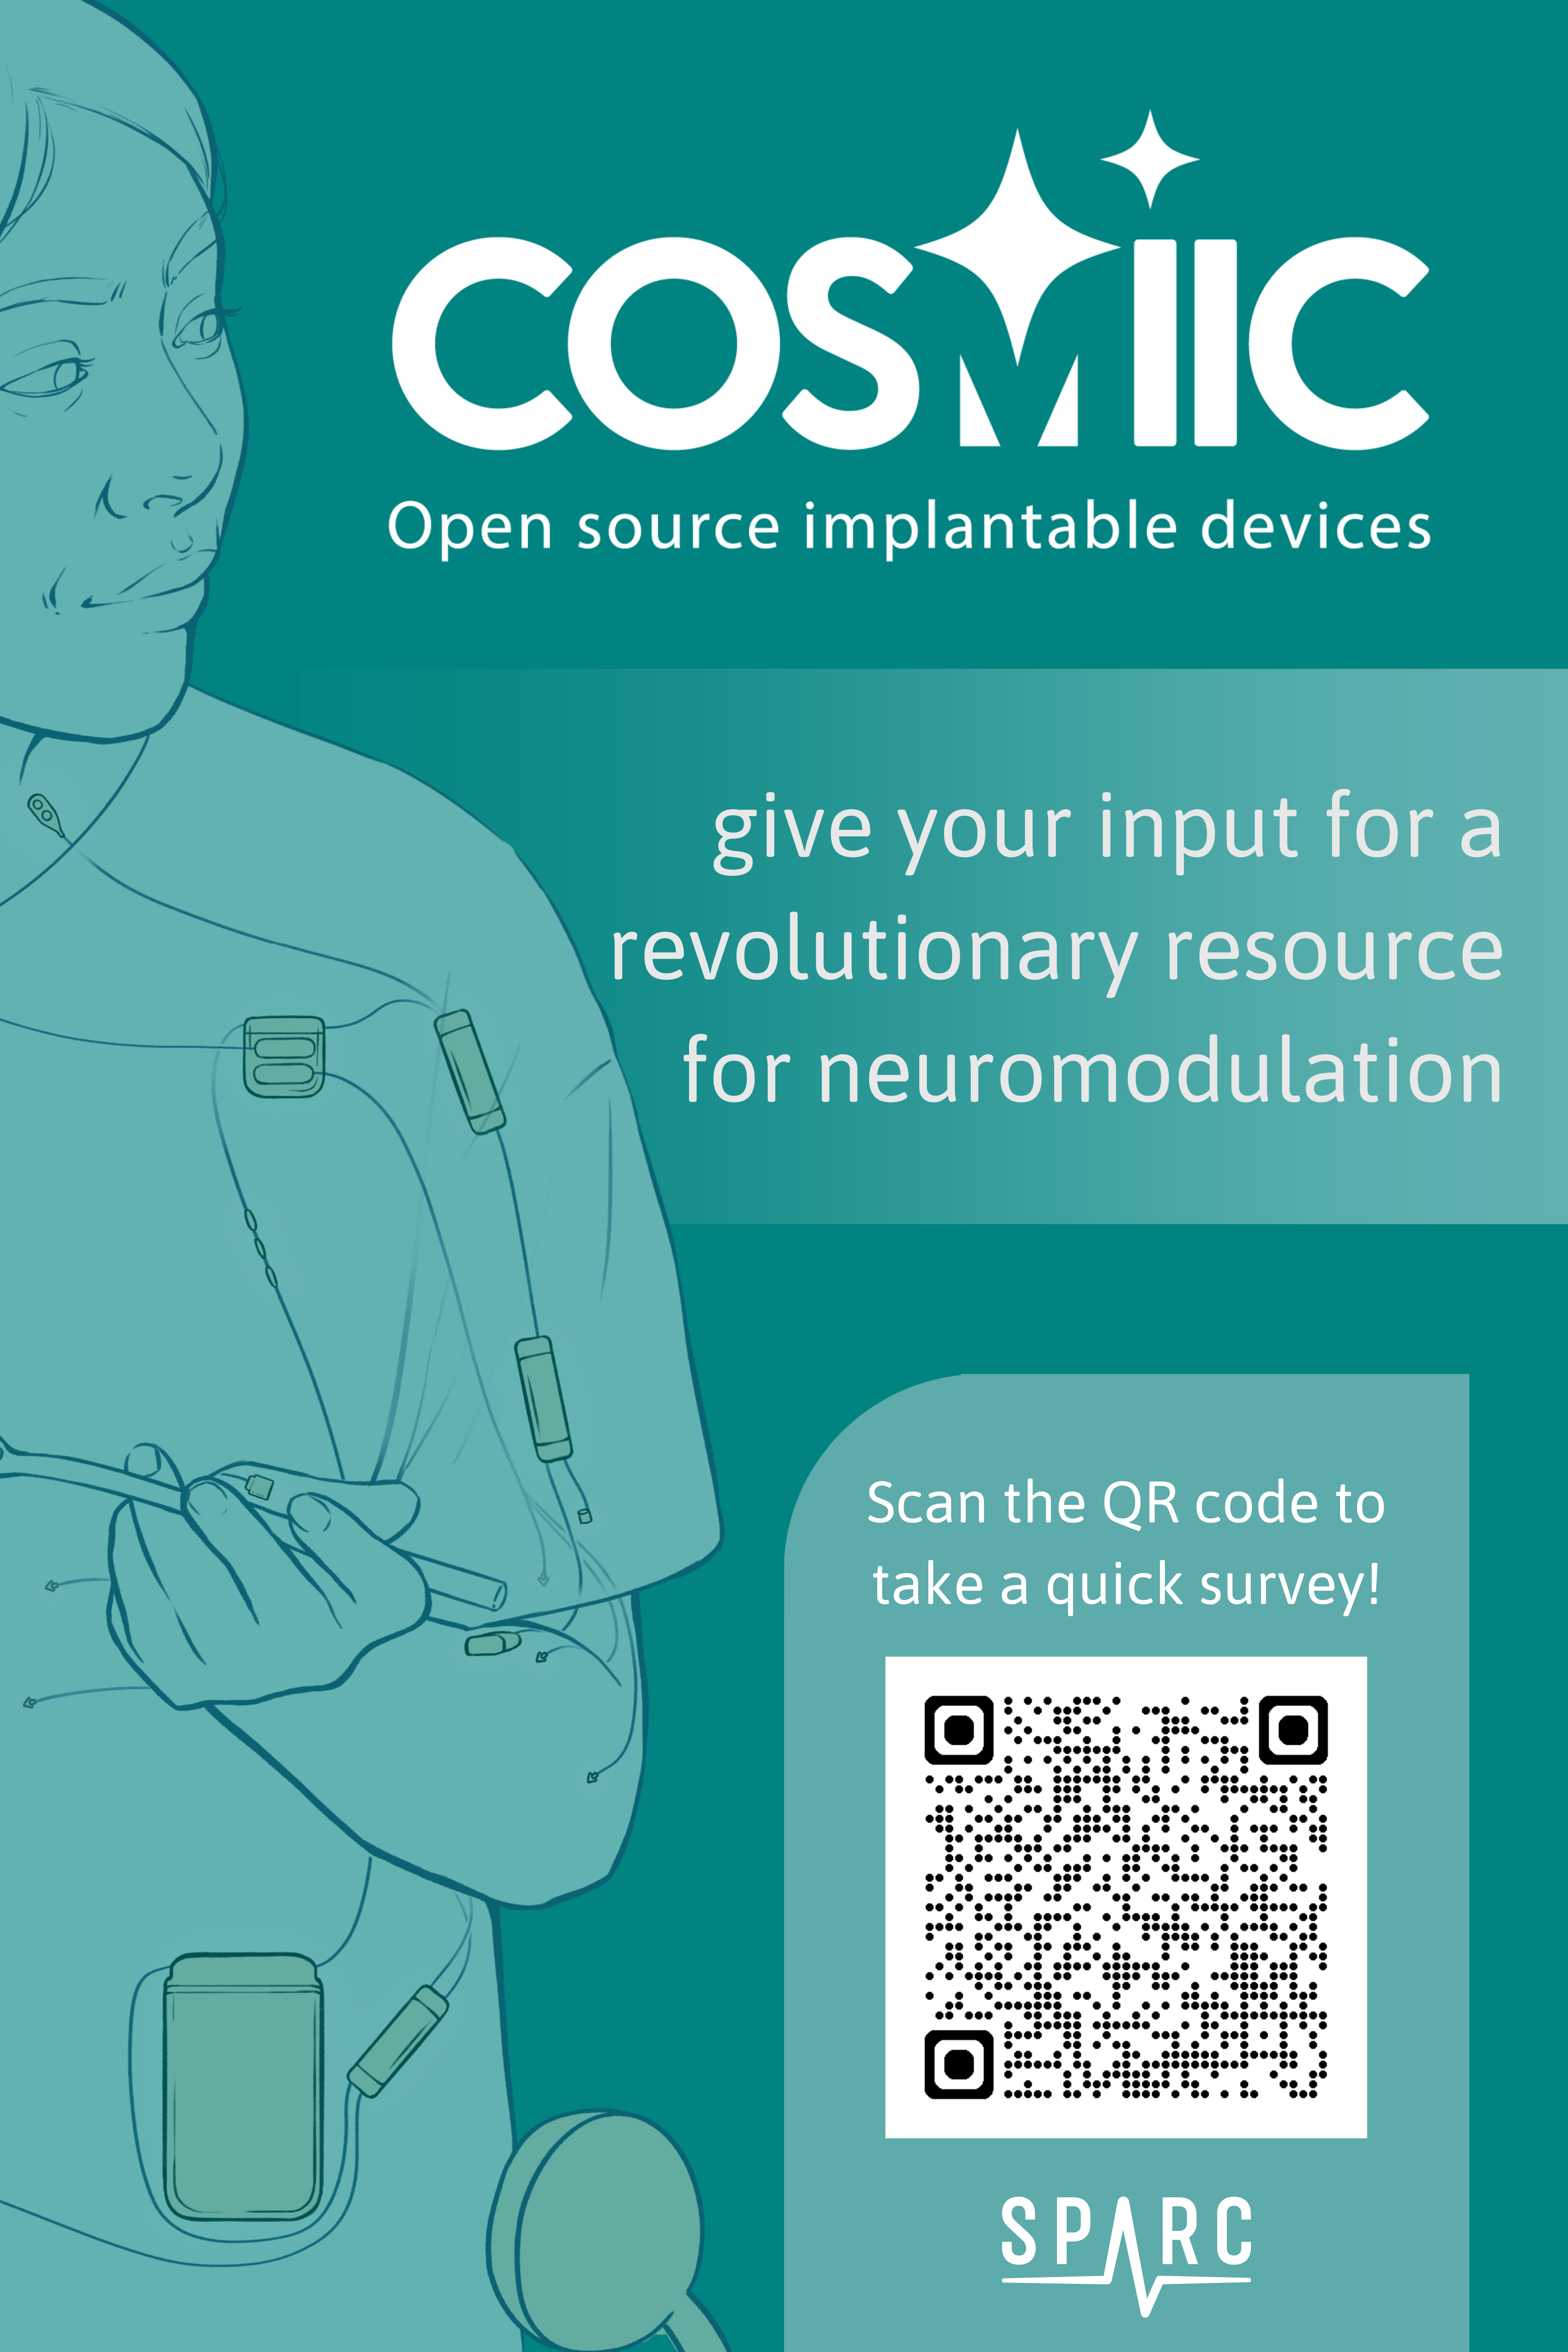 COSMIIC
Open source implantable devices
give your input for a
revolutionary resource
for neuromodulation
Scan the QR code to
take a quick survey!
SPARC